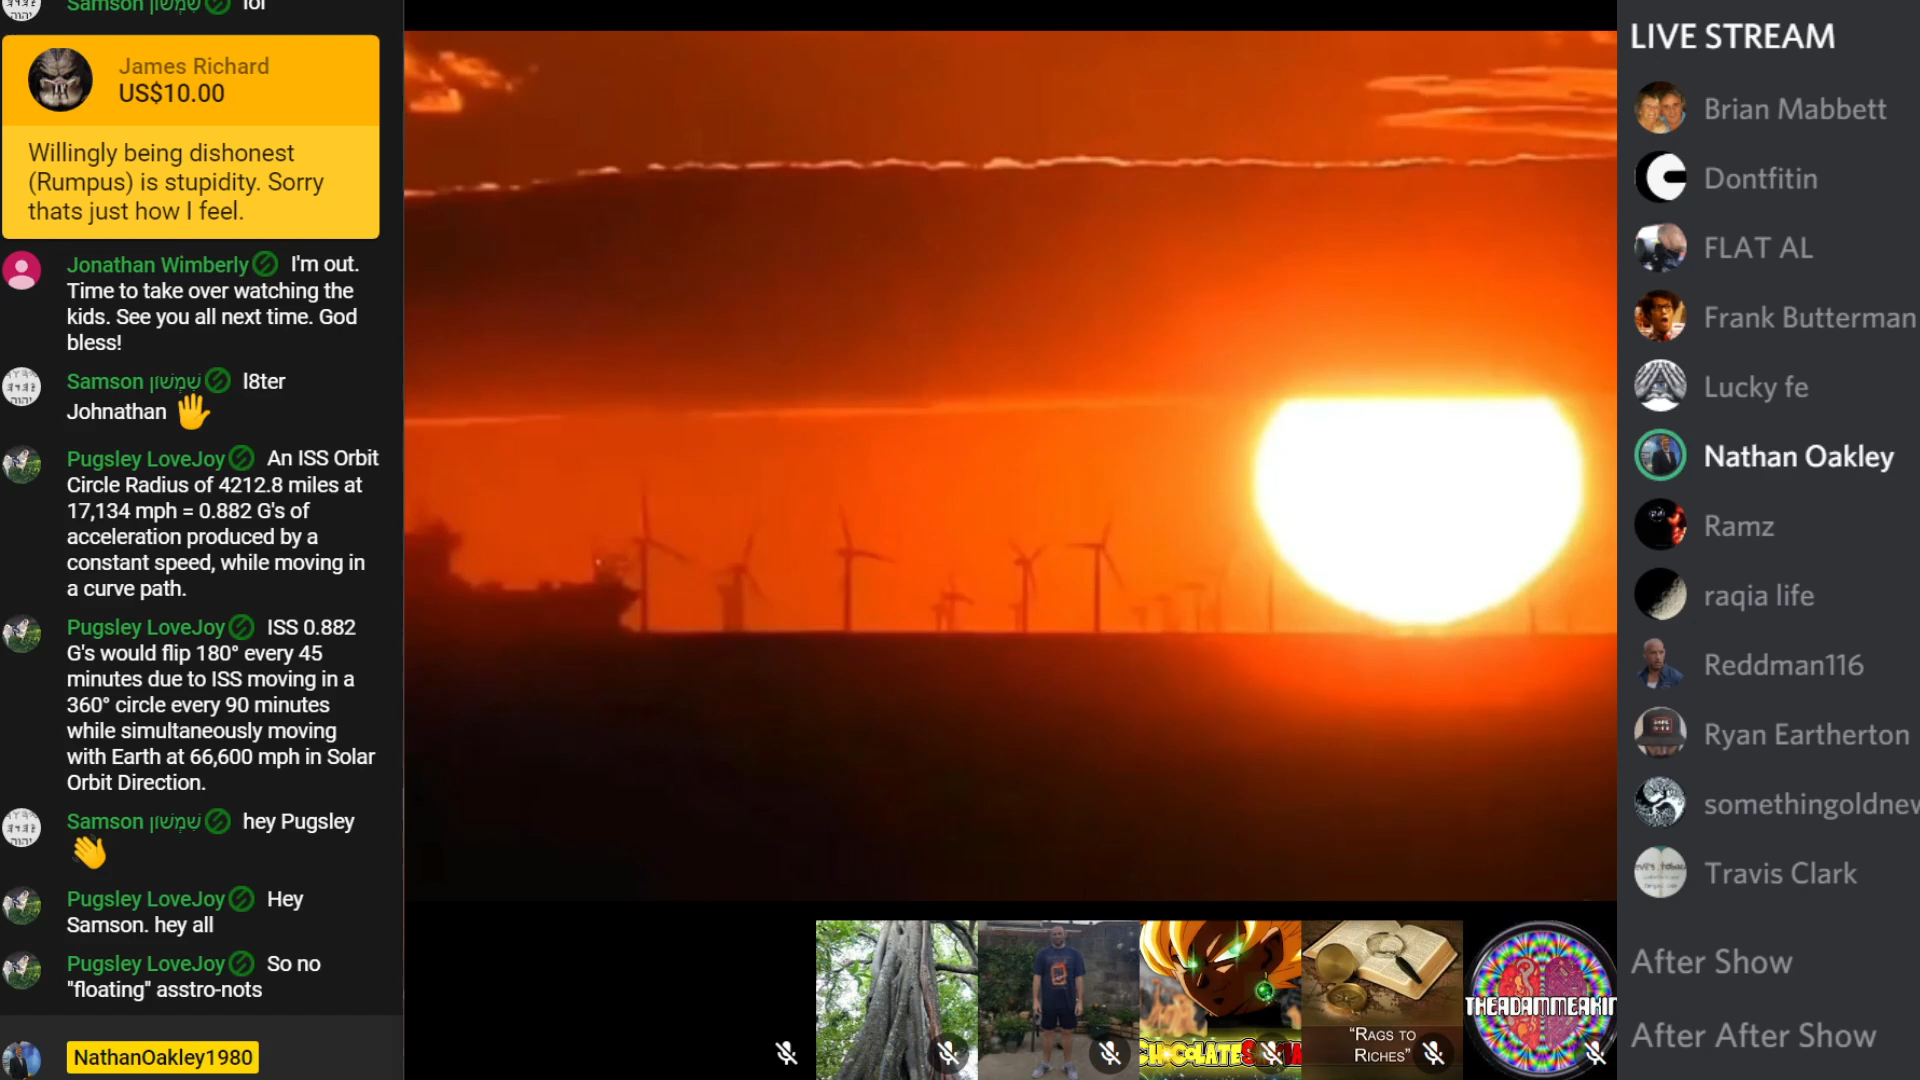 Samson שִׁמְשׁוֹן lol
James Richard
US$10.00
Willingly being dishonest
(Rumpus) is stupidity. Sorry
thats just how I feel.
Jonathan Wimberly I'm out.
Time to take over watching the
kids. See you all next time. God
bless!
Samson שִׁמְשׁוֹן l8ter
Johnathan
Pugsley LoveJoy An ISS Orbit
Circle Radius of 4212.8 miles at
17,134 mph = 0.882 G's of
acceleration produced by a
constant speed, while moving in
a curve path.
Pugsley LoveJoy ISS 0.882
G's would flip 180° every 45
minutes due to ISS moving in a
360° circle every 90 minutes
while simultaneously moving
with Earth at 66,600 mph in Solar
Orbit Direction.
Samson שִׁמְשׁוֹן hey Pugsley
Pugsley LoveJoy Hey
Samson. hey all
Pugsley LoveJoy So no
"floating" asstro-nots
NathanOakley1980
"RAGS TO
RICHES"
THEADAMMEAKIN
LIVE STREAM
Brian Mabbett
Dontfitin
FLAT AL
Frank Butterman
Lucky fe
Nathan Oakley
Ramz
raqia life
Reddman116
Ryan Eartherton
somethingoldnew
Travis Clark
After Show
After After Show